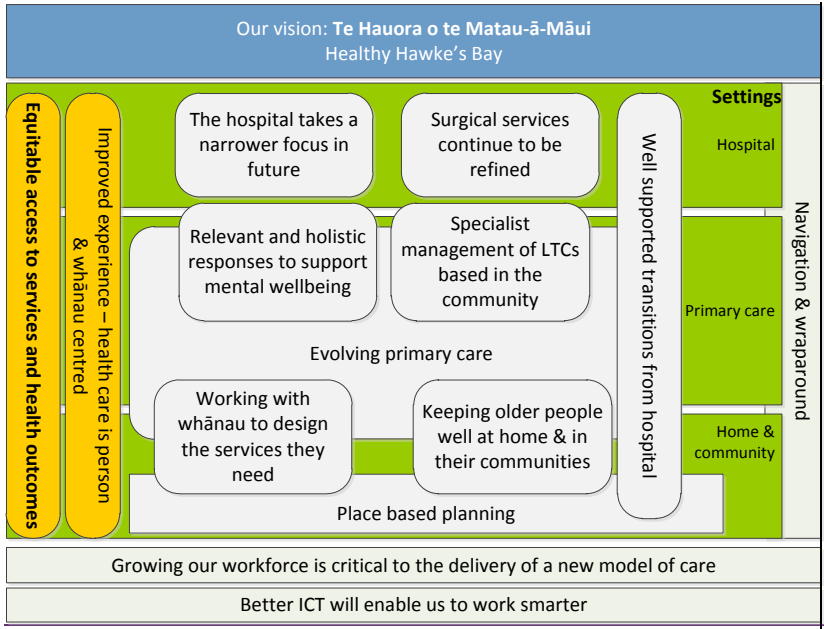 Our vision: Te Hauora o te Matau-ā-Māui
Healthy Hawke's Bay
Equitable access to services and health outcomes
Improved experience – health care is person
& whānau centred
The hospital takes a
narrower focus in
future
Surgical services
continue to be
refined
Well supported transitions from hospital
Settings
Hospital
Navigation & wraparound
Relevant and holistic
responses to support
mental wellbeing
Specialist
management of LTCs
based in the
community
Primary care
Evolving primary care
Working with
whānau to design
the services they
need
Keeping older people
well at home & in
their communities
Home &
community
Place based planning
Growing our workforce is critical to the delivery of a new model of care
Better ICT will enable us to work smarter